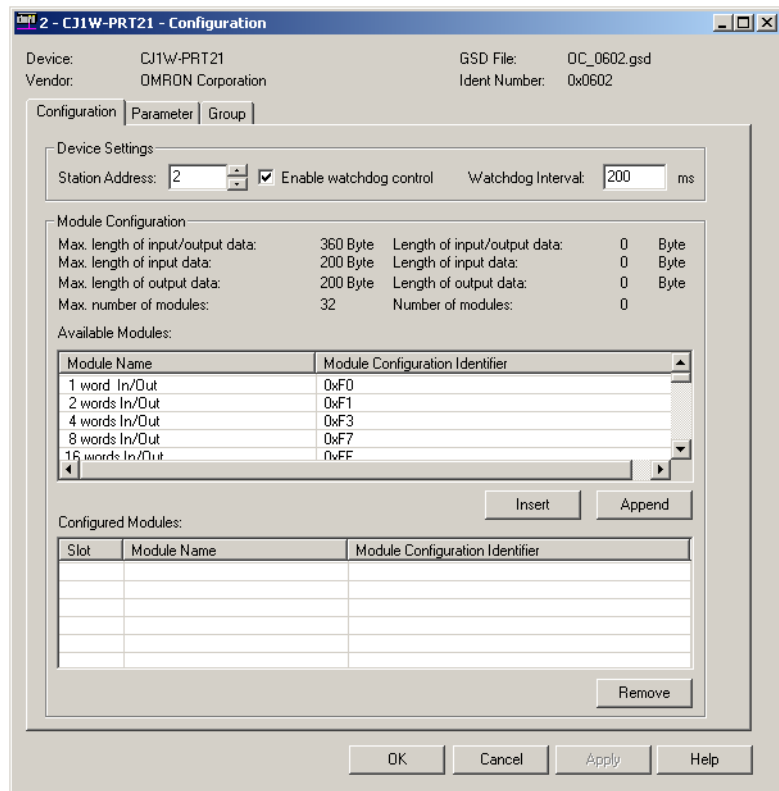 2 - CJ1W-PRT21 - Configuration
Device: CJ1W-PRT21 GSD File: OC_0602.gsd
Vendor: OMRON Corporation Ident Number: 0x0602
Configuration Parameter Group
Device Settings
Station Address: 2 Enable watchdog control Watchdog Interval: 200 ms
Module Configuration
Max. length of input/output data: 360 Byte Length of input/output data: 0 Byte
Max. length of input data: 200 Byte Length of input data: 0 Byte
Max. length of output data: 200 Byte Length of output data: 0 Byte
Max. number of modules: 32 Number of modules: 0
Available Modules:
Module Name Module Configuration Identifier
1 word In/Out 0xF0
2 words In/Out 0xF1
4 words In/Out 0xF3
8 words In/Out 0xF7
16 words In/Out 0xFF
Insert Append
Configured Modules:
Slot Module Name Module Configuration Identifier
Remove
OK Cancel Apply Help